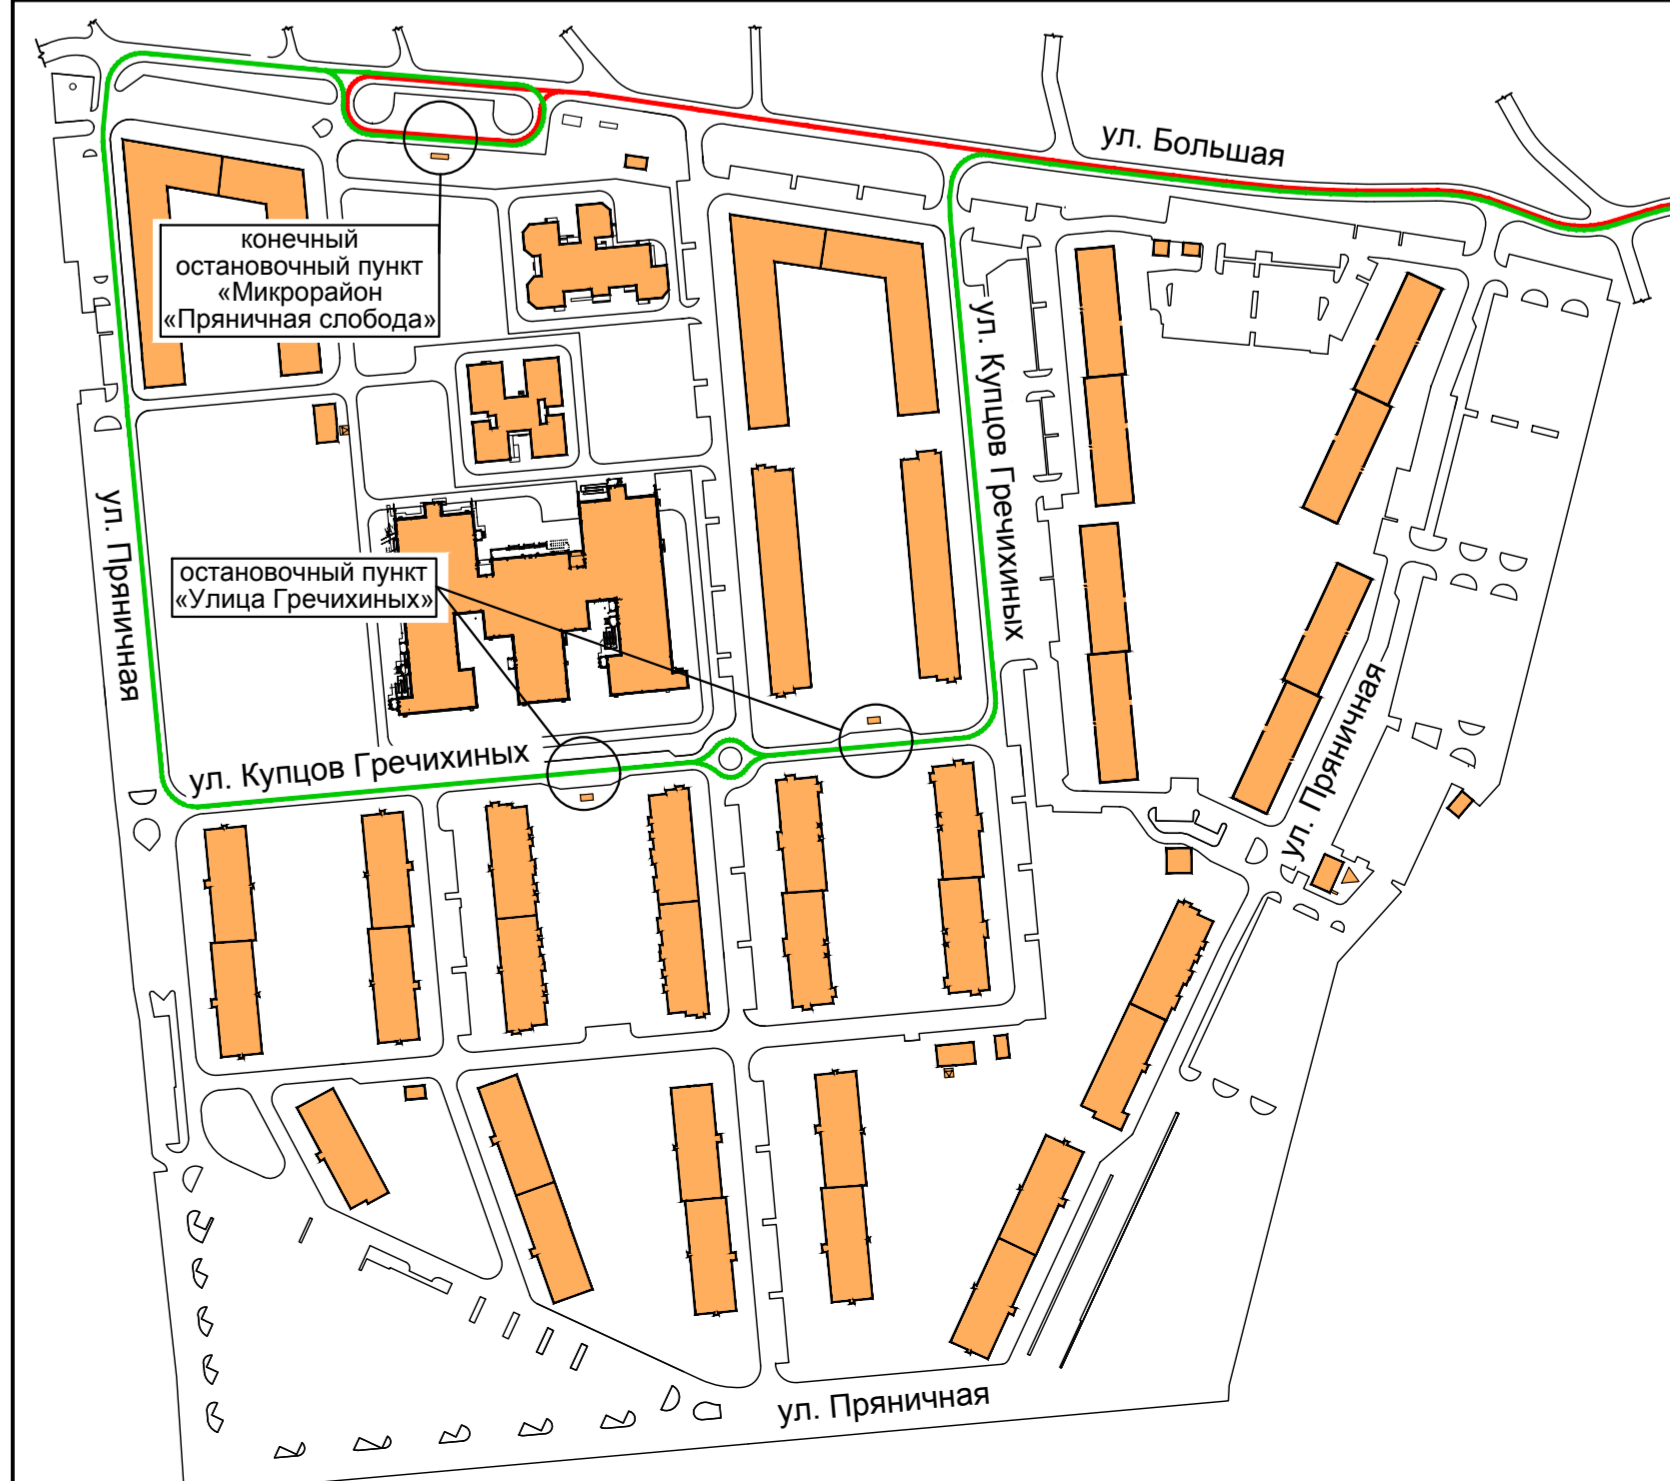 ул. Большая
конечный
остановочный пункт
«Микрорайон
«Пряничная слобода»
ул. Купцов Гречихиных
ул. Пряничная
остановочный пункт
«Улица Гречихиных»
ул. Купцов Гречихиных
ул. Пряничная
ул. Пряничная